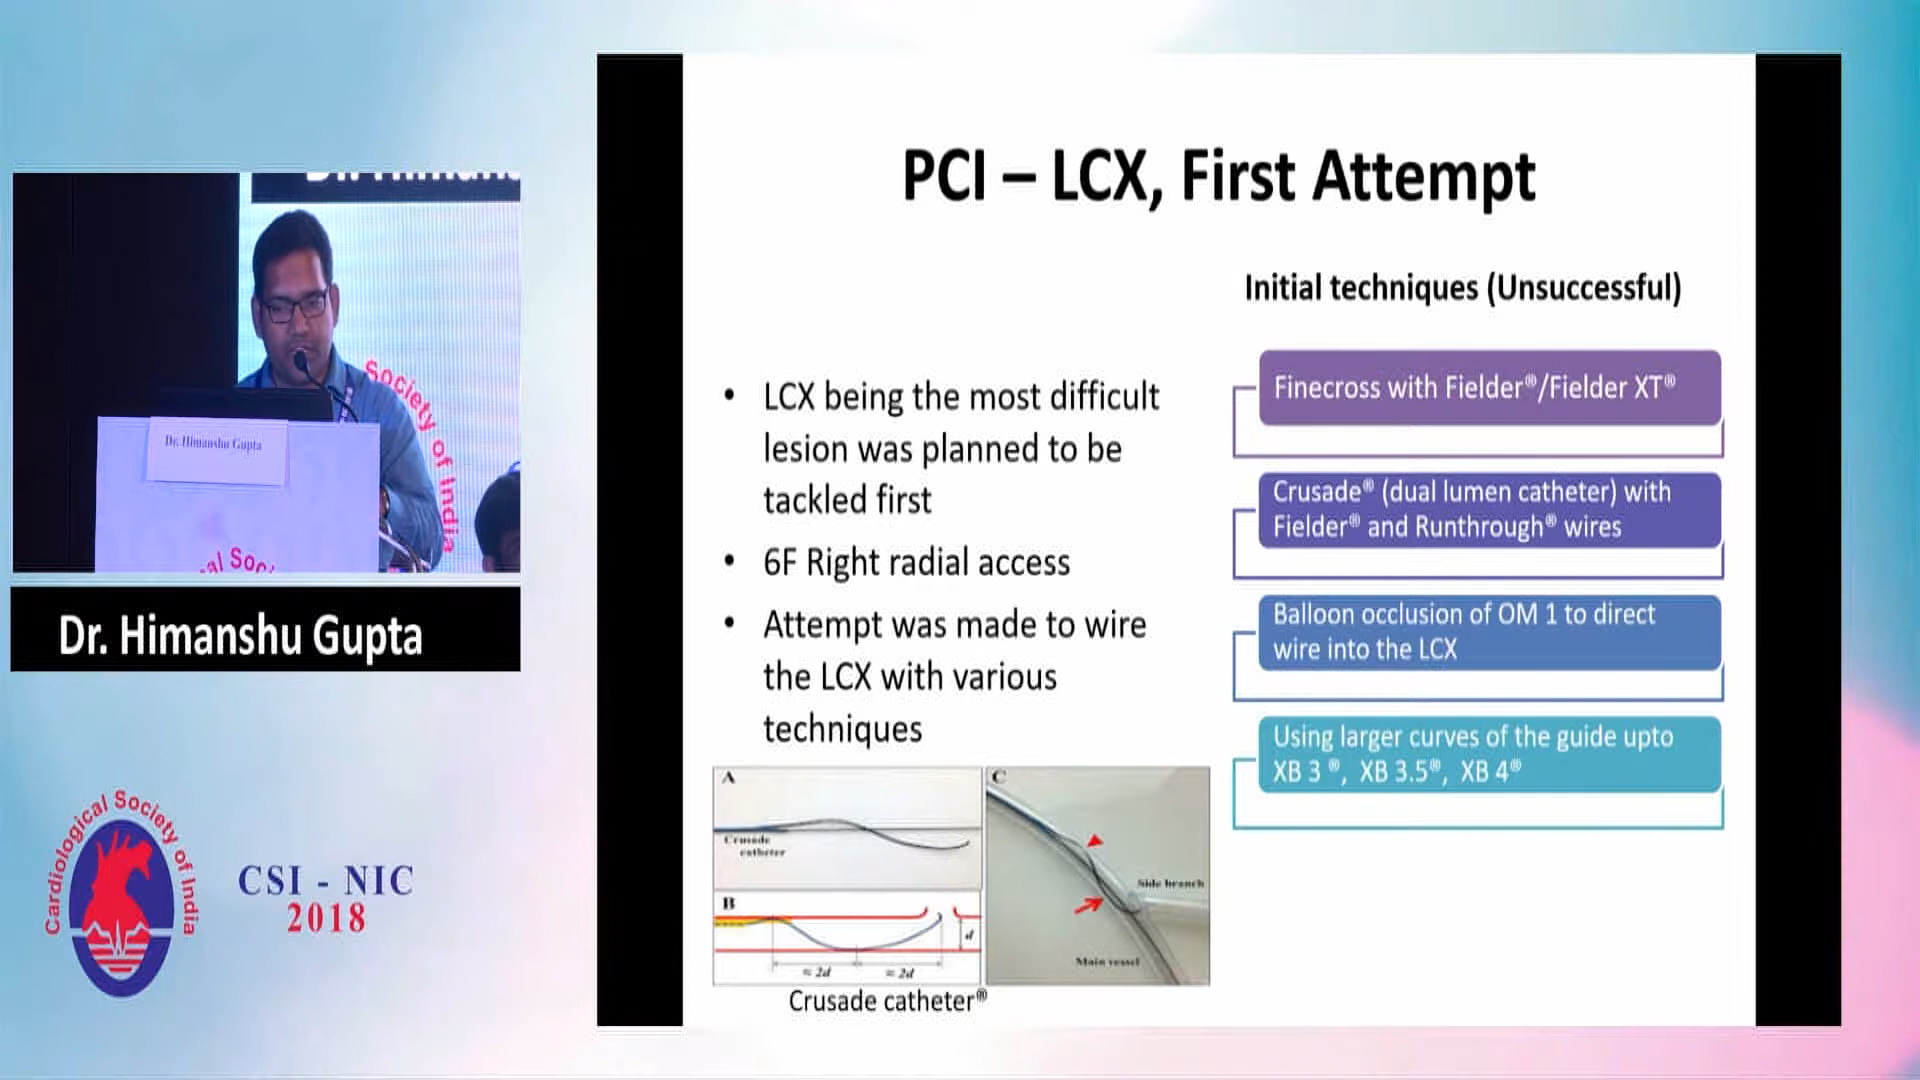 Society of India
Dr. Himanshu Gupta
Dr. Himanshu Gupta
Cardiological Society of India
CSI - NIC
2018
PCI – LCX, First Attempt
• LCX being the most difficult
lesion was planned to be
tackled first
• 6F Right radial access
• Attempt was made to wire
the LCX with various
techniques
Initial techniques (Unsuccessful)
Finecross with Fielder®/Fielder XT®
Crusade® (dual lumen catheter) with
Fielder® and Runthrough® wires
Balloon occlusion of OM 1 to direct
wire into the LCX
Using larger curves of the guide upto
XB 3 ®, XB 3.5®, XB 4®
A
Crusade
catheter
B
d
≈ 2d ≈ 2d
C
Side branch
Main vessel
Crusade catheter®